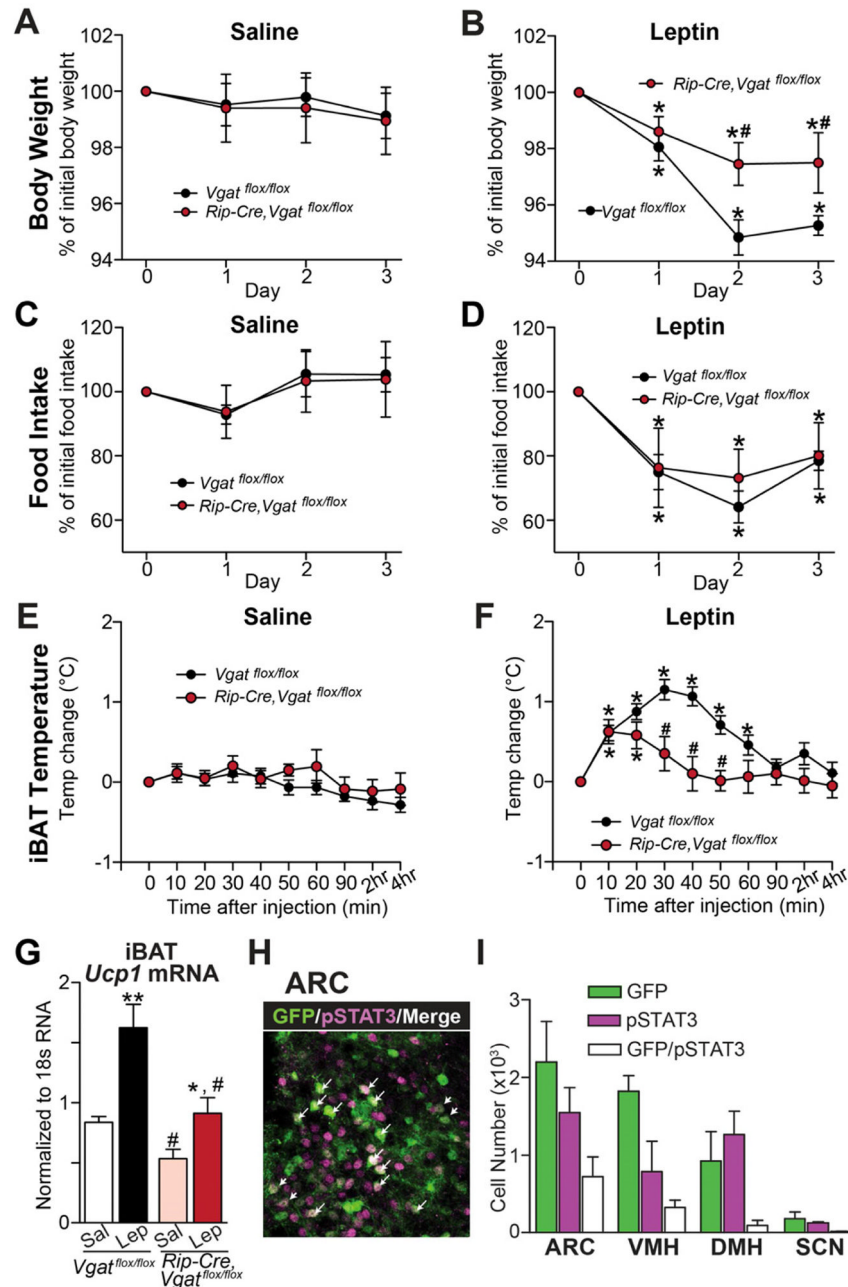 A
Saline
Body Weight
% of initial body weight
100
98
96
94
Vgat flox/flox
Rip-Cre,Vgat flox/flox
0 1 2 3
Day
B
Leptin
% of initial body weight
100
98
96
94
Rip-Cre,Vgat flox/flox
*
*# *#
* * *
Vgat flox/flox
0 1 2 3
Day
C
Saline
Food Intake
% of initial food intake
120
100
80
60
Vgat flox/flox
Rip-Cre,Vgat flox/flox
0 1 2 3
Day
D
Leptin
% of initial food intake
120
100
80
60
Vgat flox/flox
Rip-Cre,Vgat flox/flox
* * *
* * *
0 1 2 3
Day
E
Saline
iBAT Temperature
Temp change (°C)
2
1
0
-1
Vgat flox/flox
Rip-Cre,Vgat flox/flox
0 10 20 30 40 50 60 90 2hr 4hr
Time after injection (min)
F
Leptin
Temp change (°C)
2
1
0
-1
* * * * * *
* * # # #
Vgat flox/flox
Rip-Cre,Vgat flox/flox
0 10 20 30 40 50 60 90 2hr 4hr
Time after injection (min)
G
iBAT
Ucp1 mRNA
Normalized to 18s RNA
2
1
0
**
#
*, #
Sal Lep Sal Lep
Vgat flox/flox
Rip-Cre,
Vgat flox/flox
H
ARC
GFP/pSTAT3/Merge
I
Cell Number (x10³)
3
2
1
0
GFP
pSTAT3
GFP/pSTAT3
ARC VMH DMH SCN